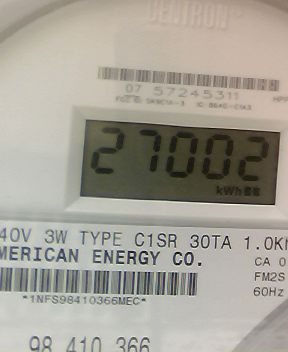 CENTRON
07 57245311
27002
kWh
40V 3W TYPE C1SR 30TA 1.0K
MERICAN ENERGY CO.
CA 0
FM2S
60Hz
*1NFS98410366MEC*
98 410 366